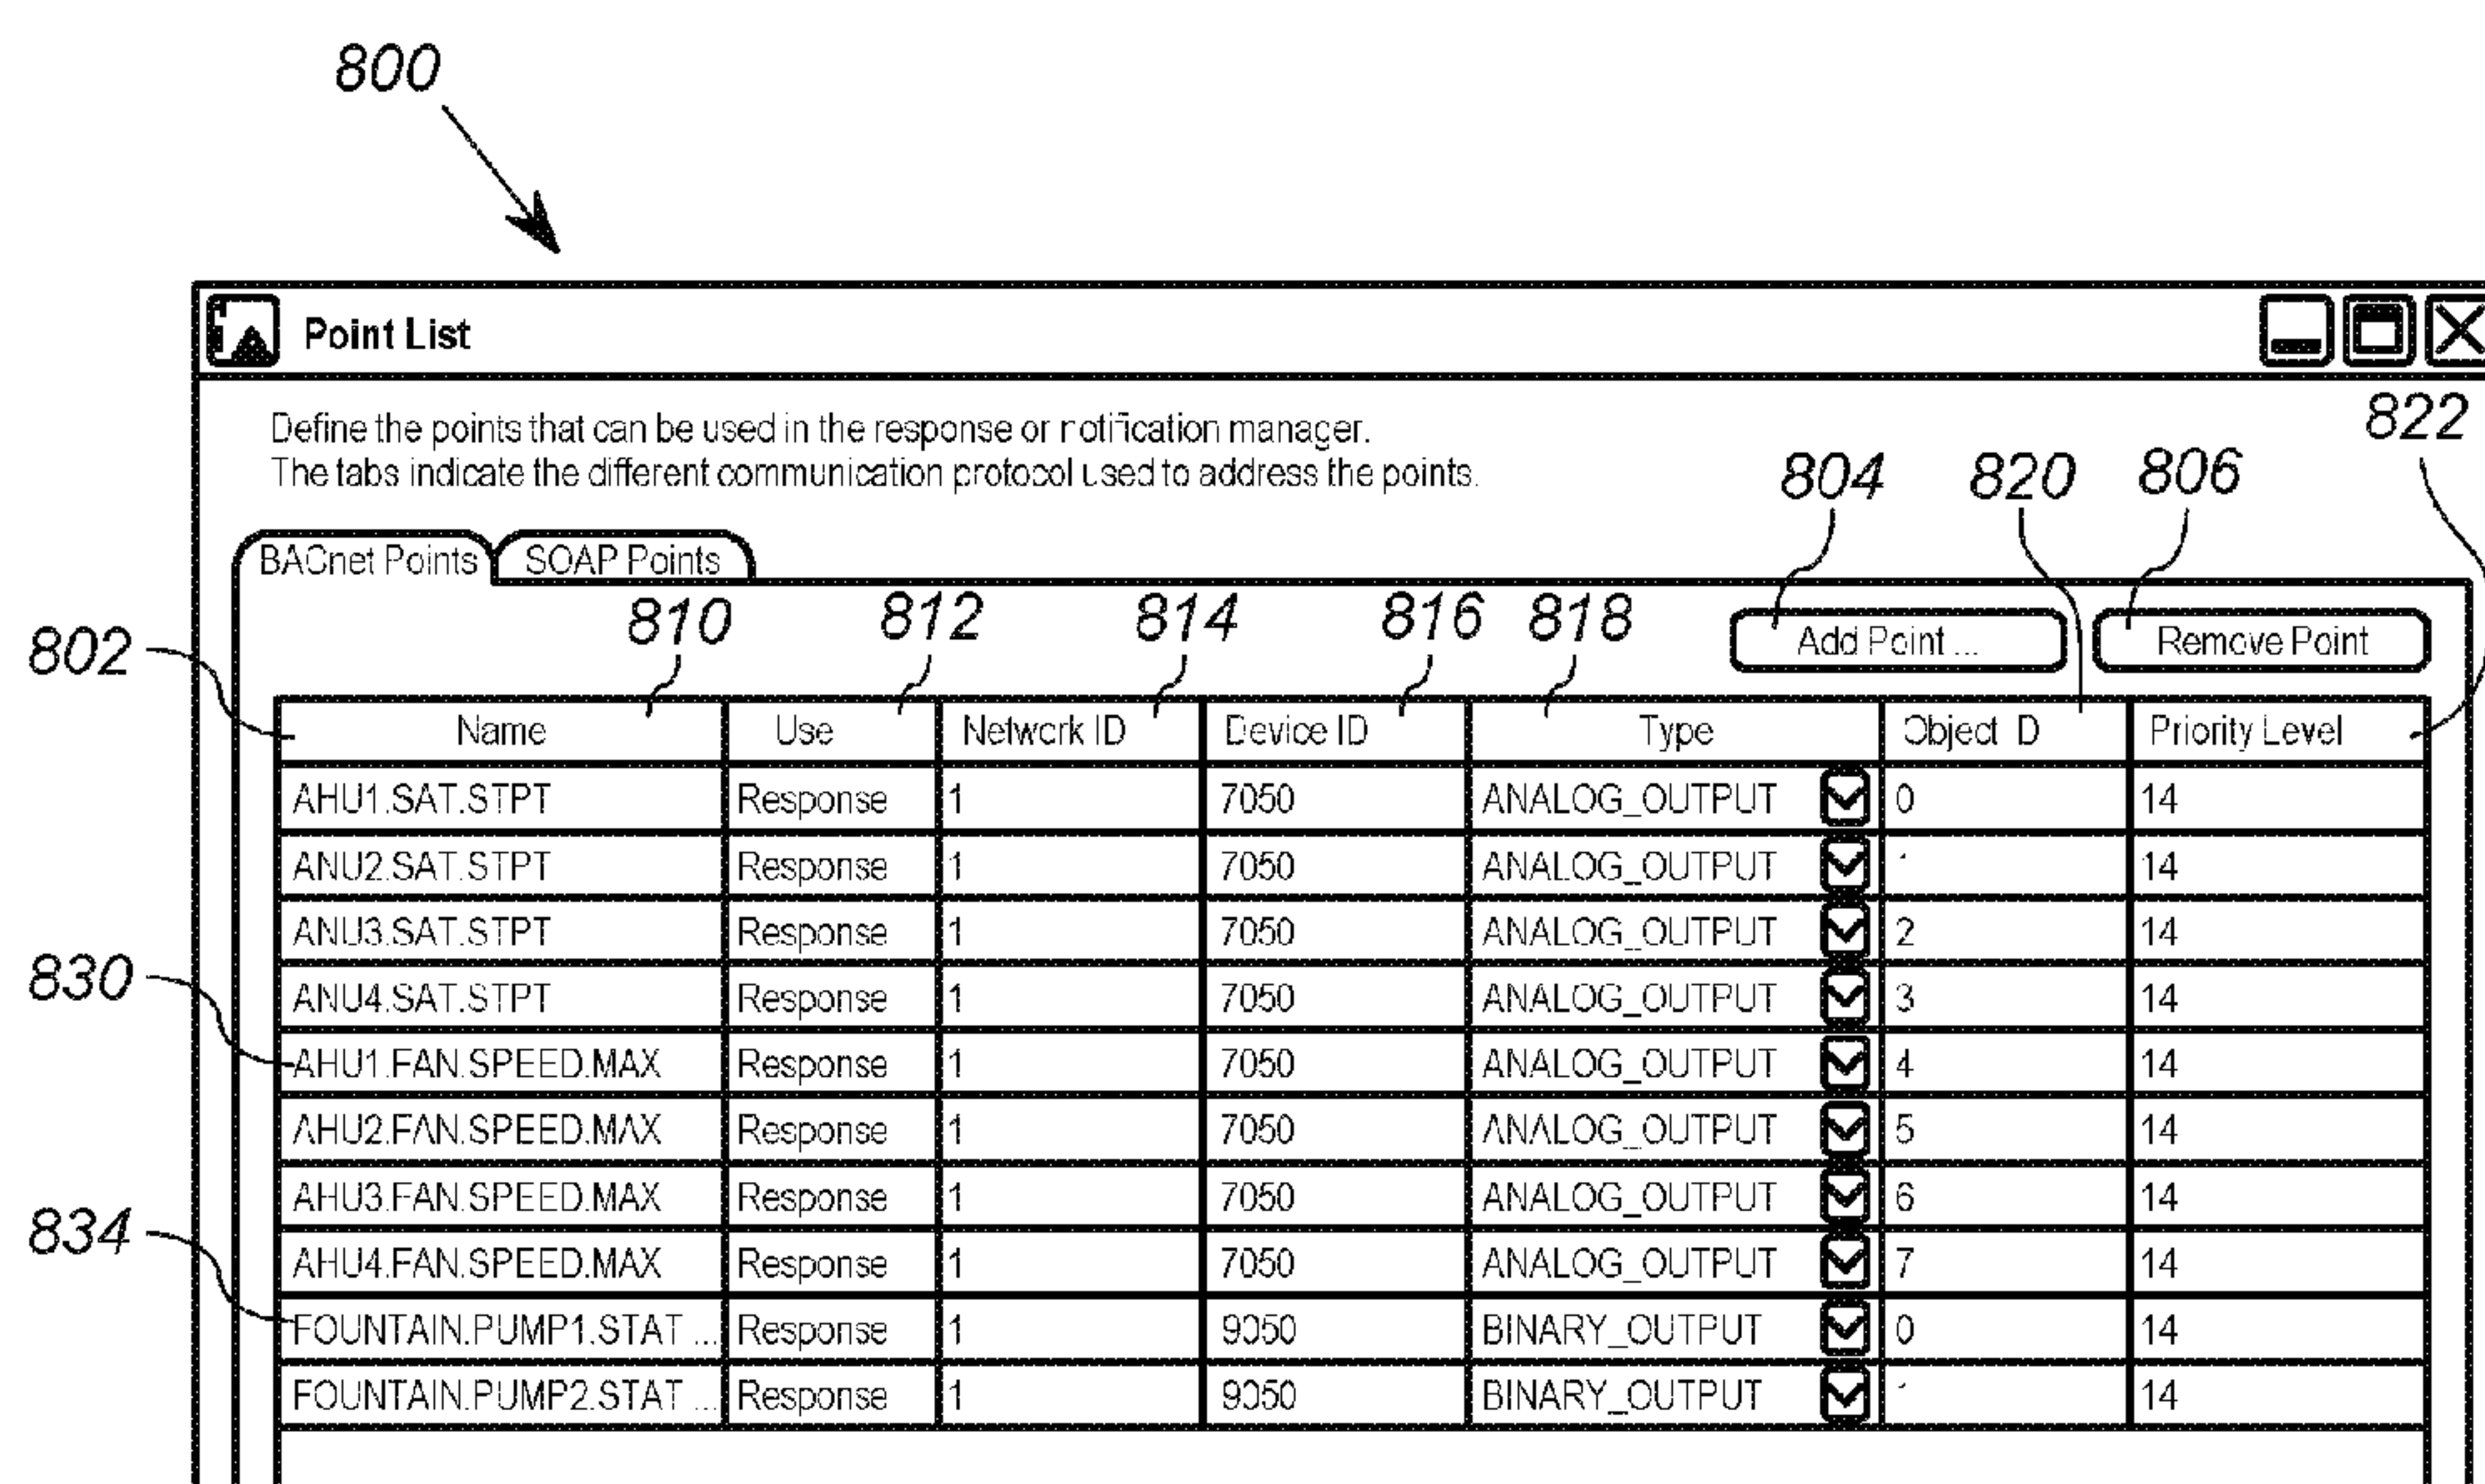 800
Point List
Define the points that can be used in the response or notification manager.
The tabs indicate the different communication protocol used to address the points.
822
804 820 806
BACnet Points SOAP Points
802 810 812 814 816 818 Add Point ... Remove Point
Name Use Network ID Device ID Type Object D Priority Level
AHU1.SAT.STPT Response 1 7050 ANALOG_OUTPUT 0 14
ANU2.SAT.STPT Response 1 7050 ANALOG_OUTPUT 14
ANU3.SAT.STPT Response 1 7050 ANALOG_OUTPUT 2 14
830 ANU4.SAT.STPT Response 1 7050 ANALOG_OUTPUT 3 14
AHU1.FAN.SPEED.MAX Response 1 7050 ANALOG_OUTPUT 4 14
AHU2.FAN.SPEED.MAX Response 1 7050 ANALOG_OUTPUT 5 14
AHU3.FAN.SPEED.MAX Response 1 7050 ANALOG_OUTPUT 6 14
834 AHU4.FAN.SPEED.MAX Response 1 7050 ANALOG_OUTPUT 7 14
FOUNTAIN.PUMP1.STAT ... Response 1 9050 BINARY_OUTPUT 0 14
FOUNTAIN.PUMP2.STAT ... Response 1 9050 BINARY_OUTPUT 14